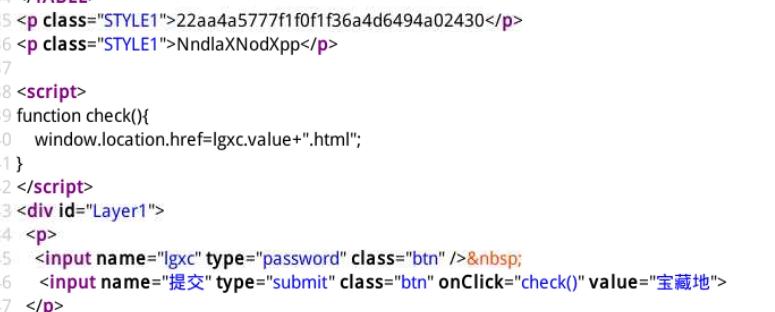 5 <p class="STYLE1">22aa4a5777f1f0f1f36a4d6494a02430</p>
6 <p class="STYLE1">NndlaXNodXpp</p>
7
8 <script>
9 function check(){
0 window.location.href=lgxc.value+".html";
1 }
2 </script>
3 <div id="Layer1">
4 <p>
5 <input name="lgxc" type="password" class="btn" />&nbsp;
6 <input name="提交" type="submit" class="btn" onClick="check()" value="宝藏地">
7 </p>